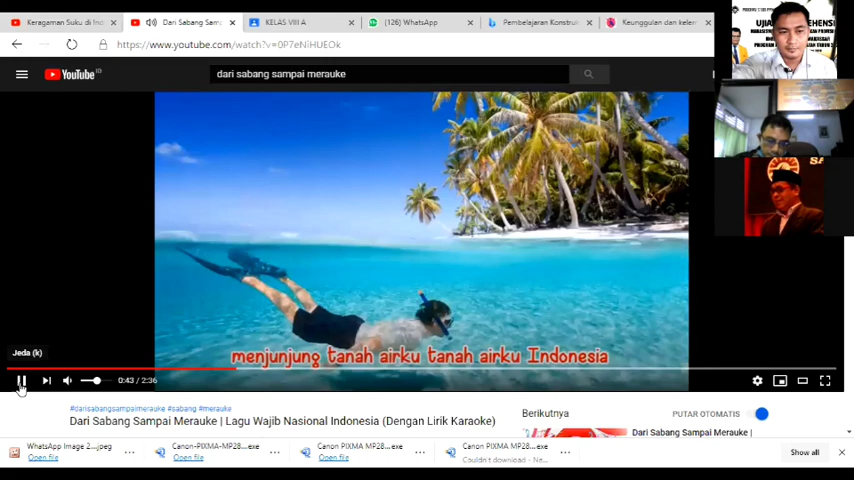 Keragaman Suku di Ind
Dari Sabang Samp
KELAS VIII A
(126) WhatsApp
Pembelajaran Konstruk
Keunggulan dan kelem
https://www.youtube.com/watch?v=0P7eNiHUEOk
YouTube ID
dari sabang sampai merauke
menjunjung tanah airku tanah airku Indonesia
Jeda (k)
0:43 / 2:36
#darisabangsampaimerauke #sabang #merauke
Dari Sabang Sampai Merauke | Lagu Wajib Nasional Indonesia (Dengan Lirik Karaoke)
Berikutnya
PUTAR OTOMATIS
Dari Sabang Sampai Merauke |
WhatsApp Image 2....jpeg
Open file
Canon-PIXMA-MP28....exe
Open file
Canon PIXMA MP28....exe
Open file
Canon PIXMA MP28....exe
Couldn't download - Ne...
Show all